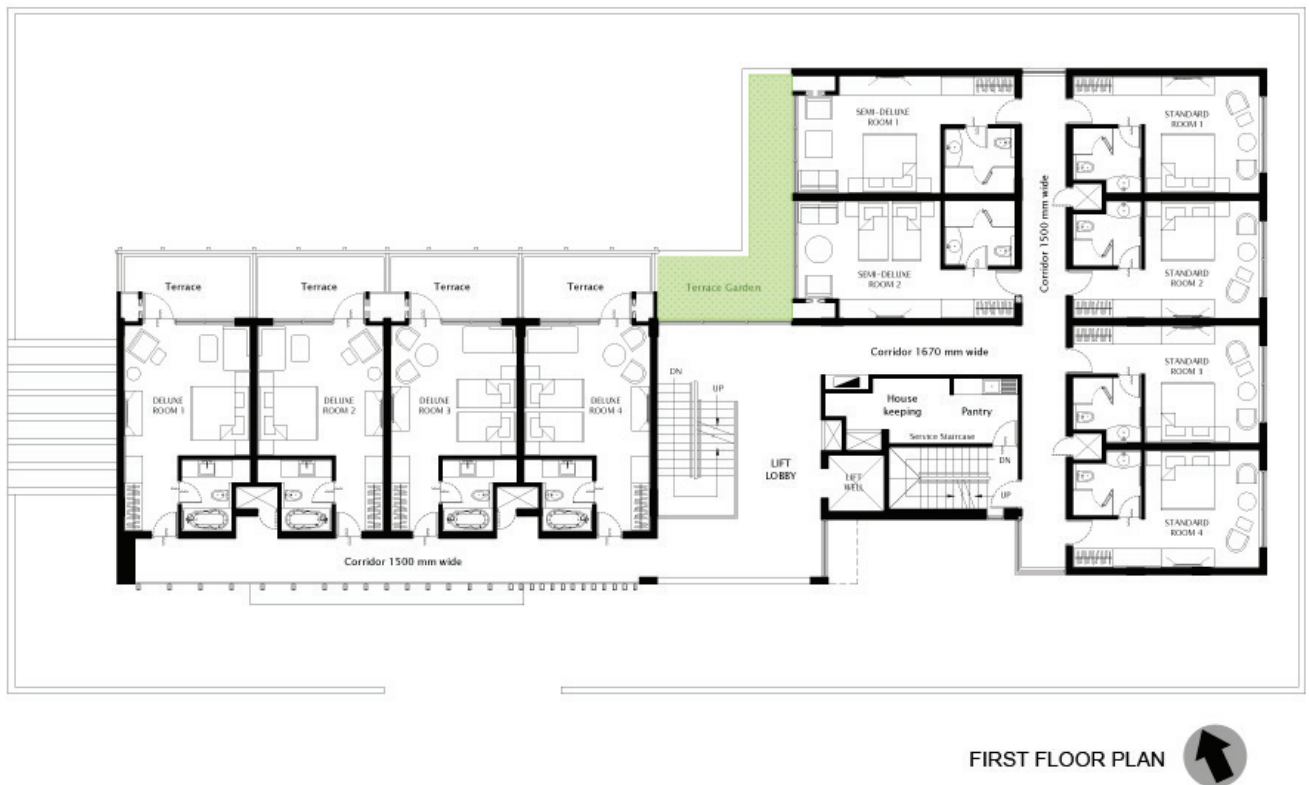 SEMI-DELUXE
ROOM 1
STANDARD
ROOM 1
Corridor 1500 mm wide
SEMI-DELUXE
ROOM 2
STANDARD
ROOM 2
Terrace
Terrace
Terrace
Terrace
Terrace Garden
Corridor 1670 mm wide
STANDARD
ROOM 3
DELUXE
ROOM 1
DELUXE
ROOM 2
DELUXE
ROOM 3
DELUXE
ROOM 4
DN
UP
House
keeping
Pantry
Service Staircase
LIFT
LOBBY
LIFT
WELL
DN
UP
STANDARD
ROOM 4
Corridor 1500 mm wide
FIRST FLOOR PLAN